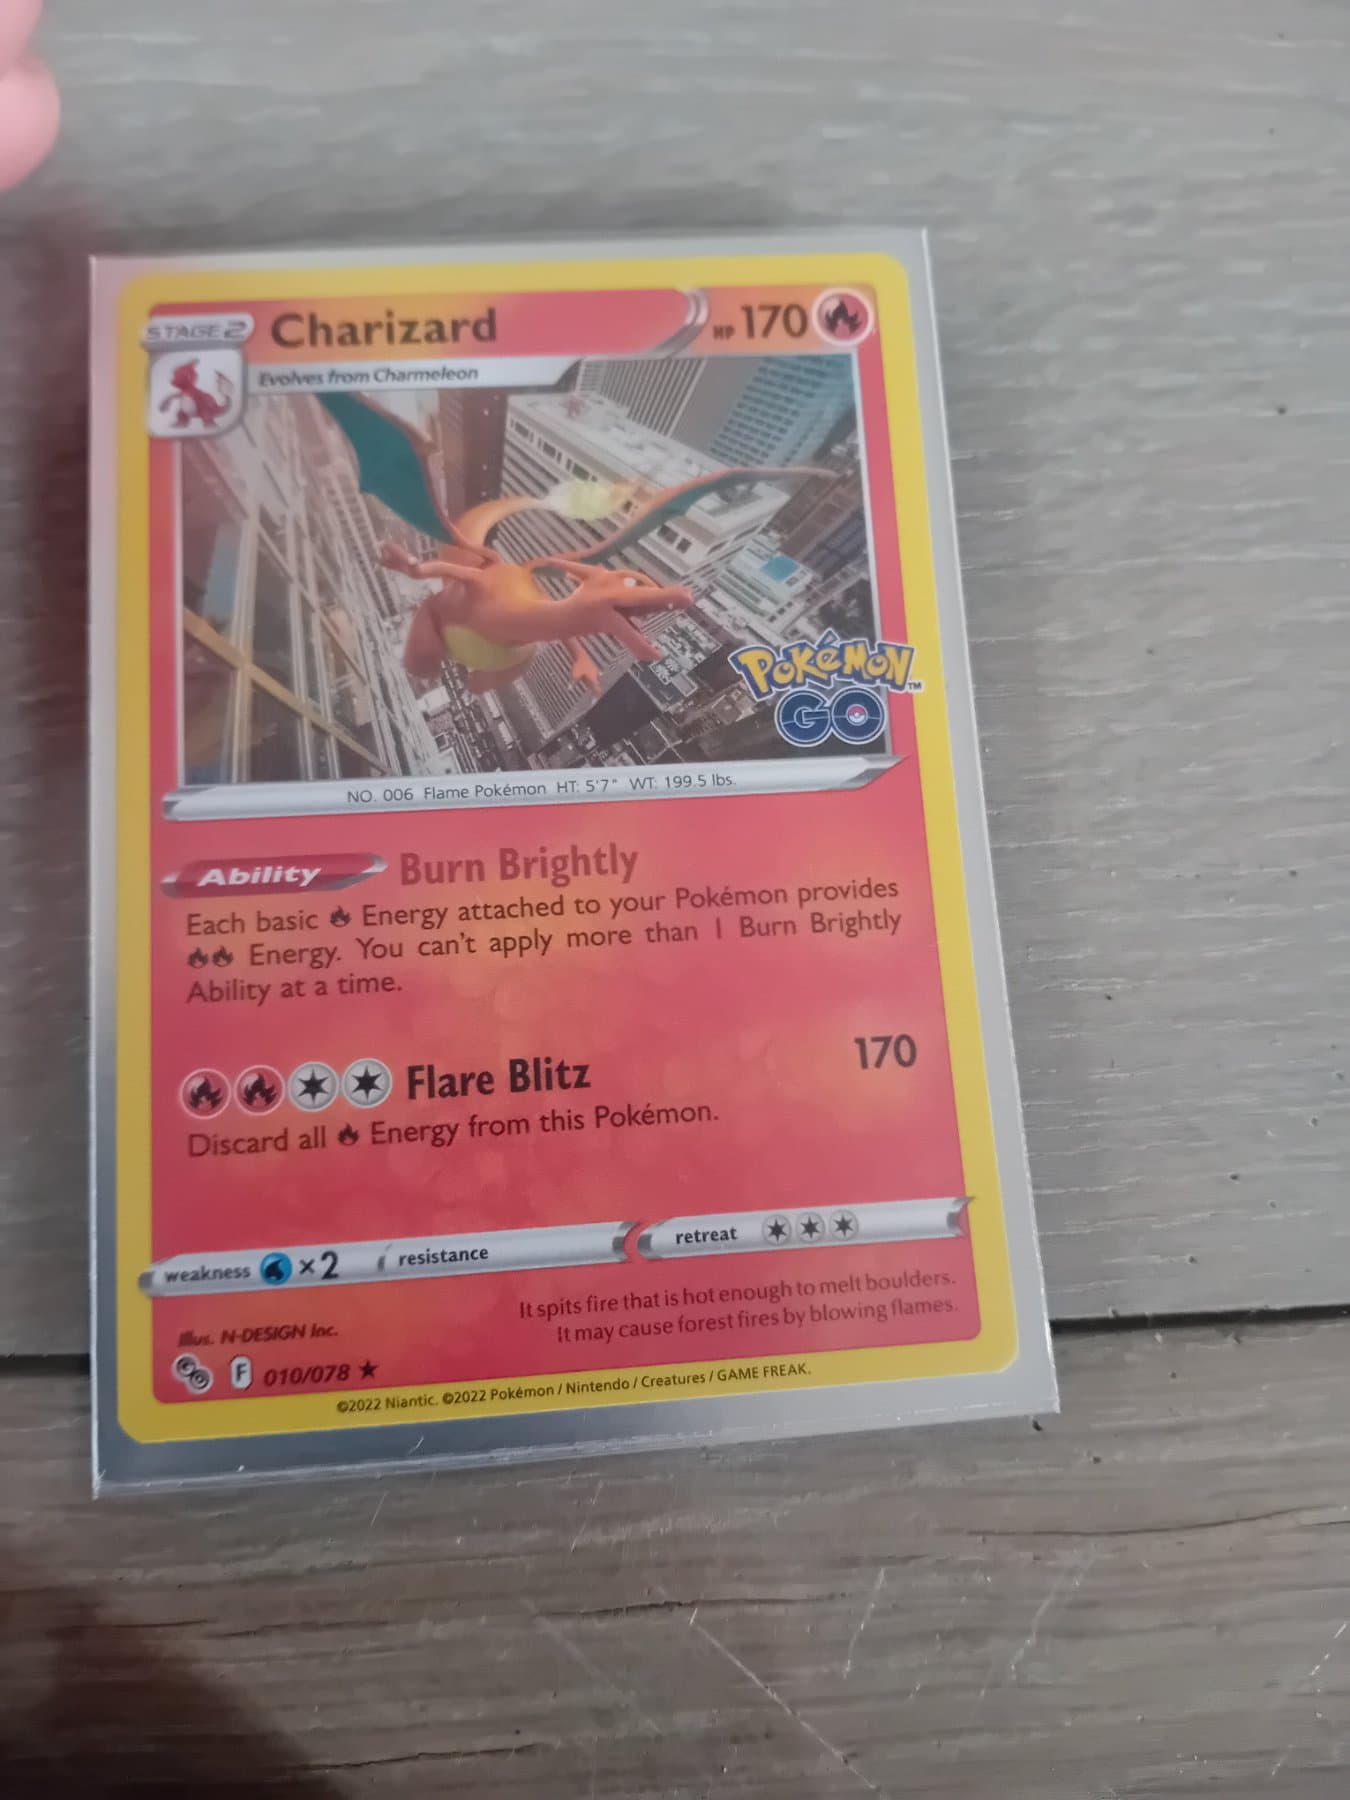 STAGE 2 Charizard HP 170
Evolves from Charmeleon
POKéMON™
GO
NO. 006 Flame Pokémon HT: 5'7" WT: 199.5 lbs.
Ability Burn Brightly
Each basic Energy attached to your Pokémon provides
Energy. You can't apply more than 1 Burn Brightly
Ability at a time.
Flare Blitz 170
Discard all Energy from this Pokémon.
weakness ×2 resistance retreat
It spits fire that is hot enough to melt boulders.
It may cause forest fires by blowing flames.
Illus. N-DESIGN Inc.
GO F 010/078 ★
©2022 Niantic. ©2022 Pokémon / Nintendo / Creatures / GAME FREAK.